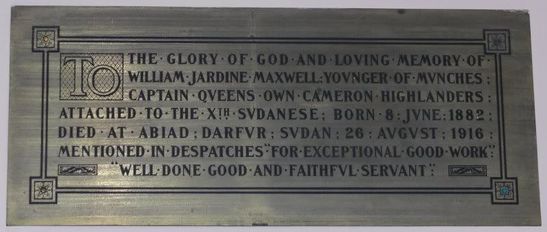 TO THE·GLORY·OF·GOD·AND·LOVING·MEMORY·OF
WILLIAM·JARDINE·MAXWELL:YOVNGER·OF·MVNCHES;
CAPTAIN·QVEENS·OWN·CAMERON·HIGHLANDERS;
ATTACHED·TO·THE·XTH·SVDANESE; BORN·8·JVNE·1882;
DIED·AT·ABIAD; DARFVR; SVDAN; 26·AVGVST·1916;
MENTIONED·IN·DESPATCHES"FOR·EXCEPTIONAL·GOOD·WORK";
"WELL·DONE·GOOD·AND·FAITHFVL·SERVANT";